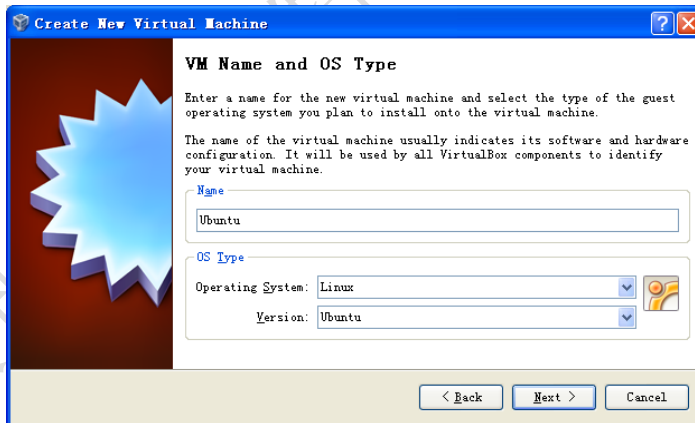 Create New Virtual Machine
VM Name and OS Type
Enter a name for the new virtual machine and select the type of the guest
operating system you plan to install onto the virtual machine.
The name of the virtual machine usually indicates its software and hardware
configuration. It will be used by all VirtualBox components to identify
your virtual machine.
Name
Ubuntu
OS Type
Operating System: Linux
Version: Ubuntu
< Back Next > Cancel